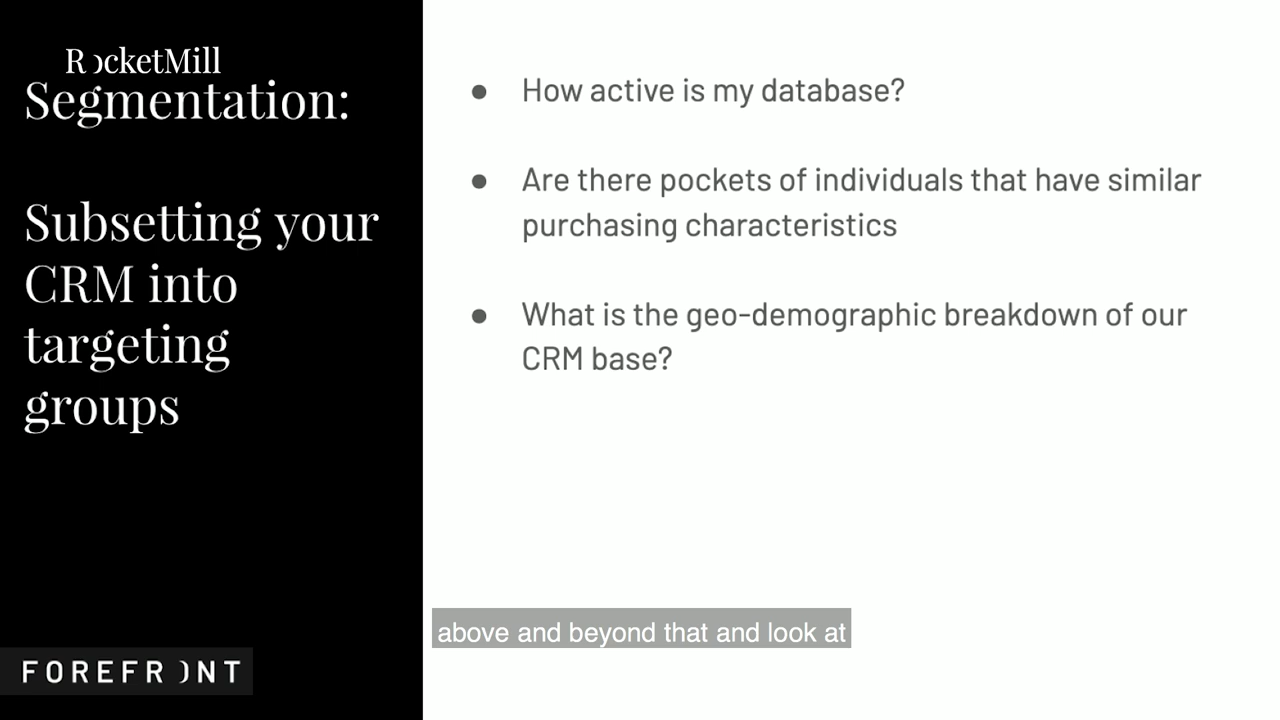 RocketMill
Segmentation:
Subsetting your
CRM into
targeting
groups
FOREFRONT
● How active is my database?
● Are there pockets of individuals that have similar
purchasing characteristics
● What is the geo-demographic breakdown of our
CRM base?
above and beyond that and look at